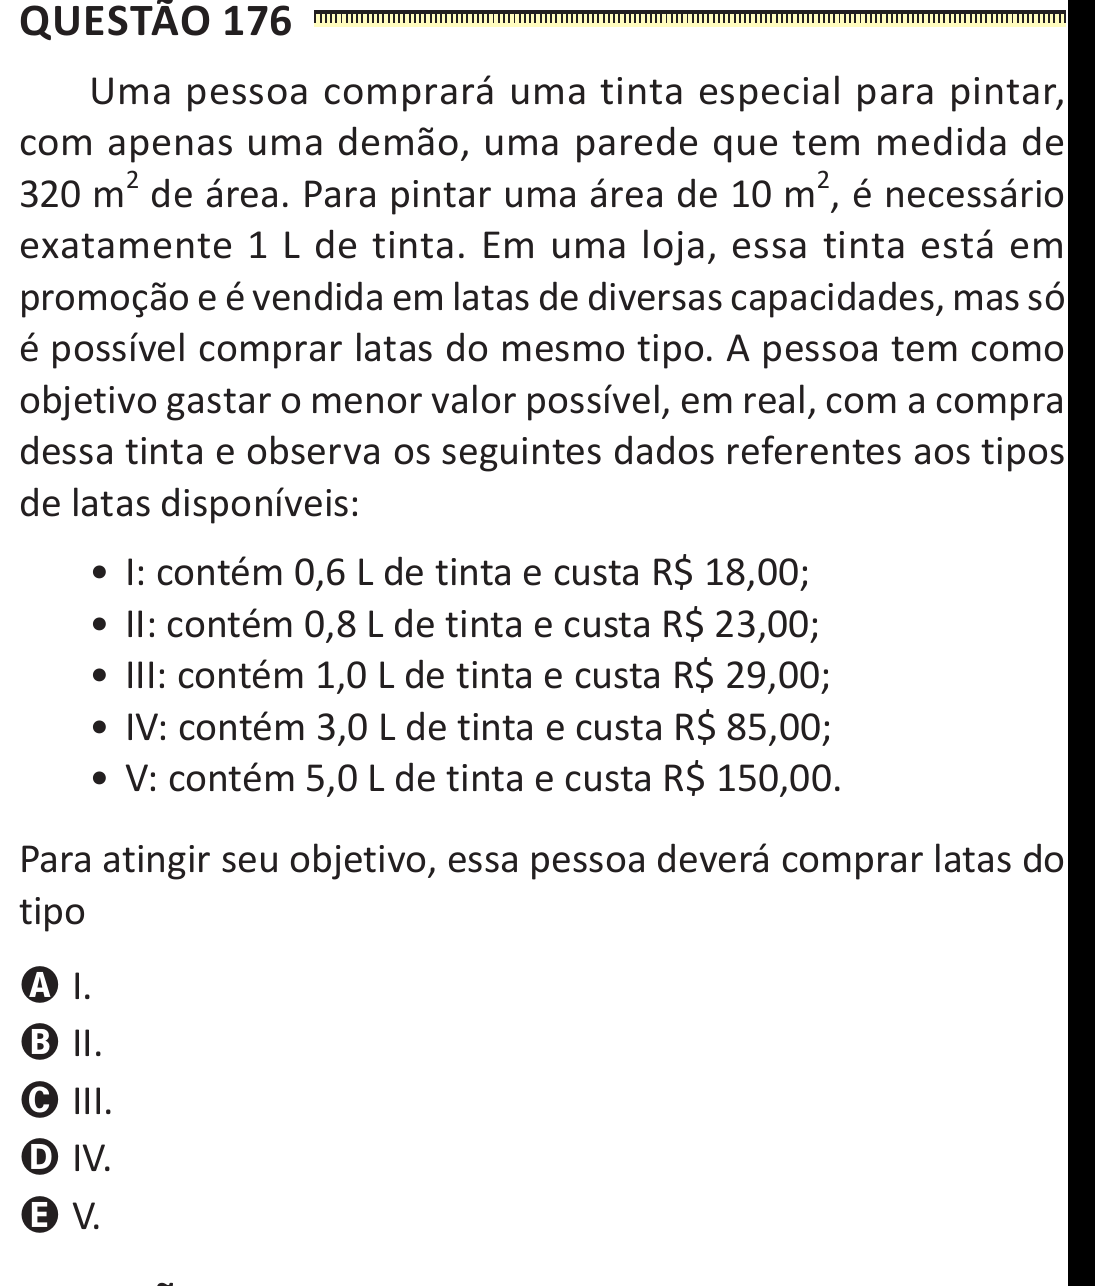 QUESTÃO 176
Uma pessoa comprará uma tinta especial para pintar,
com apenas uma demão, uma parede que tem medida de
320 m² de área. Para pintar uma área de 10 m², é necessário
exatamente 1 L de tinta. Em uma loja, essa tinta está em
promoção e é vendida em latas de diversas capacidades, mas só
é possível comprar latas do mesmo tipo. A pessoa tem como
objetivo gastar o menor valor possível, em real, com a compra
dessa tinta e observa os seguintes dados referentes aos tipos
de latas disponíveis:
• I: contém 0,6 L de tinta e custa R$ 18,00;
• II: contém 0,8 L de tinta e custa R$ 23,00;
• III: contém 1,0 L de tinta e custa R$ 29,00;
• IV: contém 3,0 L de tinta e custa R$ 85,00;
• V: contém 5,0 L de tinta e custa R$ 150,00.
Para atingir seu objetivo, essa pessoa deverá comprar latas do
tipo
A I.
B II.
C III.
D IV.
E V.